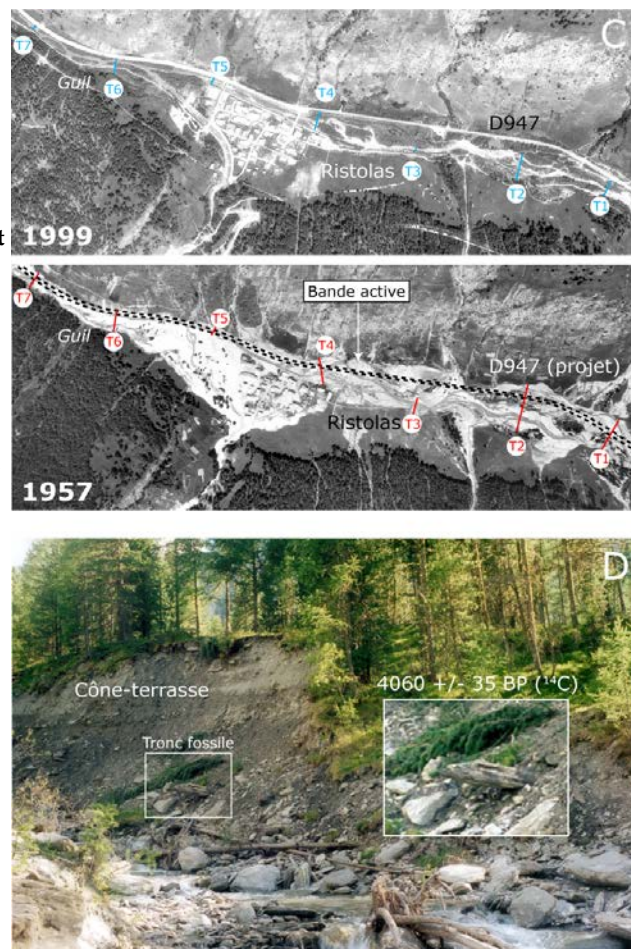 C
T7
Guil
T6
T5
T4
D947
Ristolas
T3
T2
T1
t
1999
Bande active
T7
Guil
T6
T5
T4
D947 (projet)
Ristolas
T3
T2
T1
1957
D
Cône-terrasse
4060 +/- 35 BP (¹⁴C)
Tronc fossile